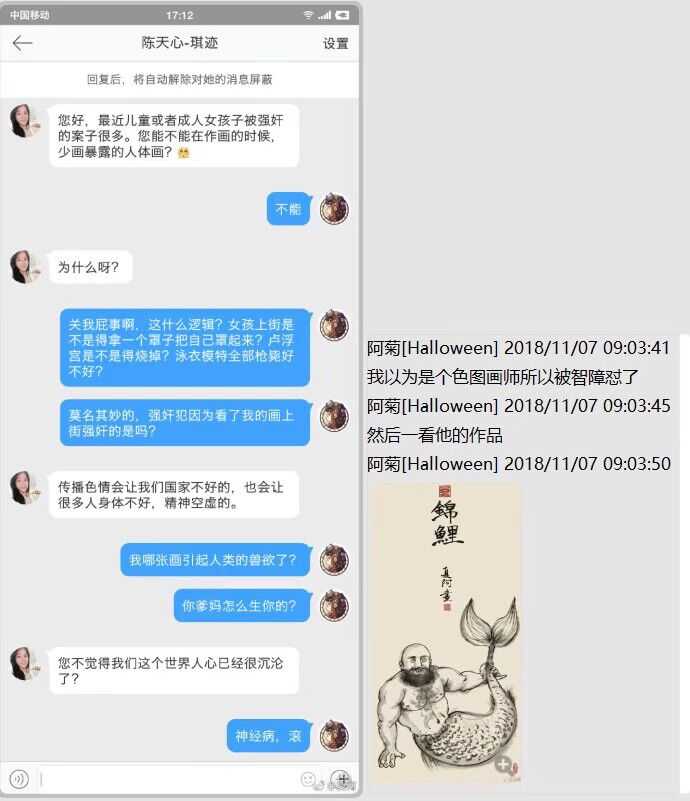 中国移动
17:12
陈天心-琪迹
设置
回复后，将自动解除对她的消息屏蔽
您好，最近儿童或者成人女孩子被强奸
的案子很多。您能不能在作画的时候，
少画暴露的人体画？😁
不能
为什么呀？
关我屁事啊，这什么逻辑？女孩上街是
不是得拿一个罩子把自己罩起来？卢浮
宫是不是得烧掉？泳衣模特全部枪毙好
不好？
莫名其妙的，强奸犯因为看了我的画上
街强奸的是吗？
传播色情会让我们国家不好的，也会让
很多人身体不好，精神空虚的。
我哪张画引起人类的兽欲了？
你爹妈怎么生你的？
您不觉得我们这个世界人心已经很沉沦
了？
神经病，滚
阿菊[Halloween] 2018/11/07 09:03:41
我以为是个色图画师所以被智障怼了
阿菊[Halloween] 2018/11/07 09:03:45
然后一看他的作品
阿菊[Halloween] 2018/11/07 09:03:50
錦
鯉